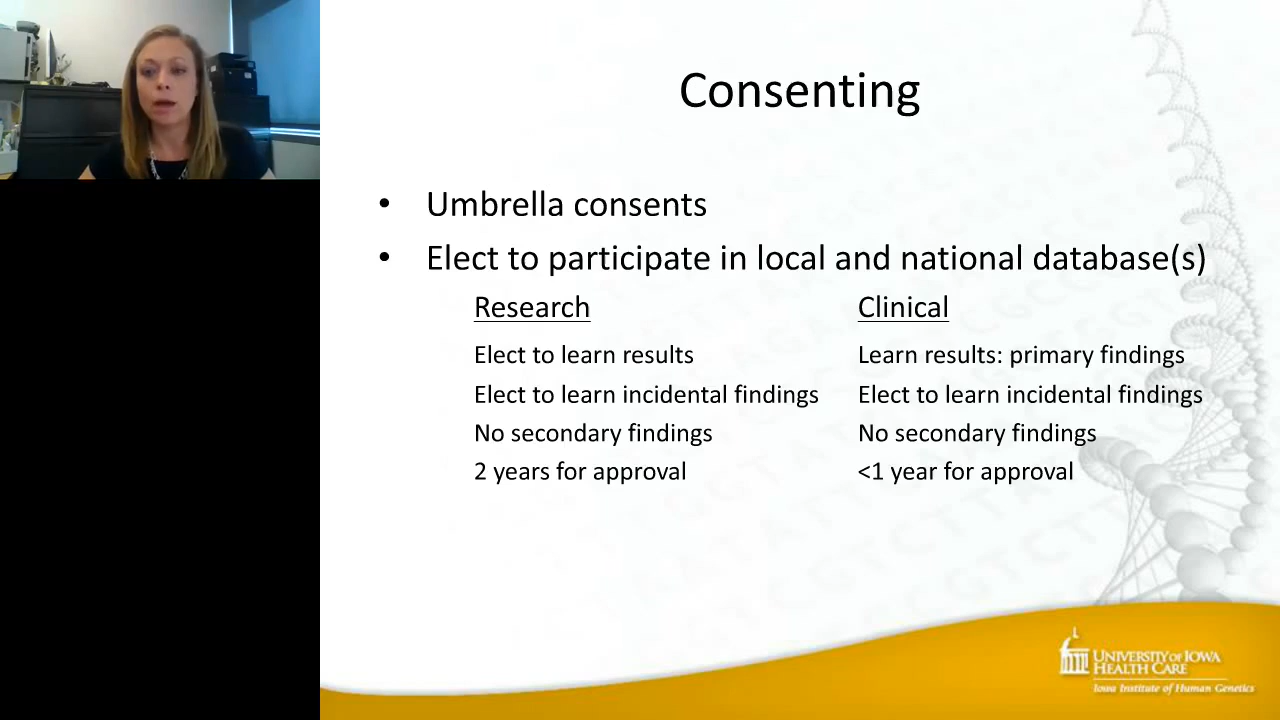 Consenting
• Umbrella consents
• Elect to participate in local and national database(s)
Research
Clinical
Elect to learn results
Learn results: primary findings
Elect to learn incidental findings
Elect to learn incidental findings
No secondary findings
No secondary findings
2 years for approval
<1 year for approval
UNIVERSITY OF IOWA
HEALTH CARE
Iowa Institute of Human Genetics